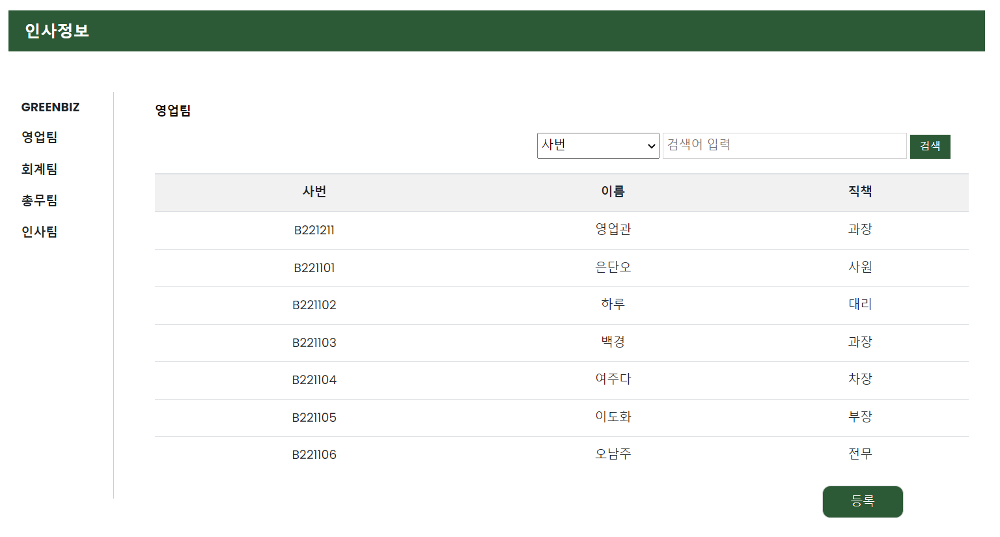 인사정보
GREENBIZ
영업팀
회계팀
총무팀
인사팀
영업팀
사번 검색어 입력 검색
사번 이름 직책
B221211 영업관 과장
B221101 은단오 사원
B221102 하루 대리
B221103 백경 과장
B221104 여주다 차장
B221105 이도화 부장
B221106 오남주 전무
등록